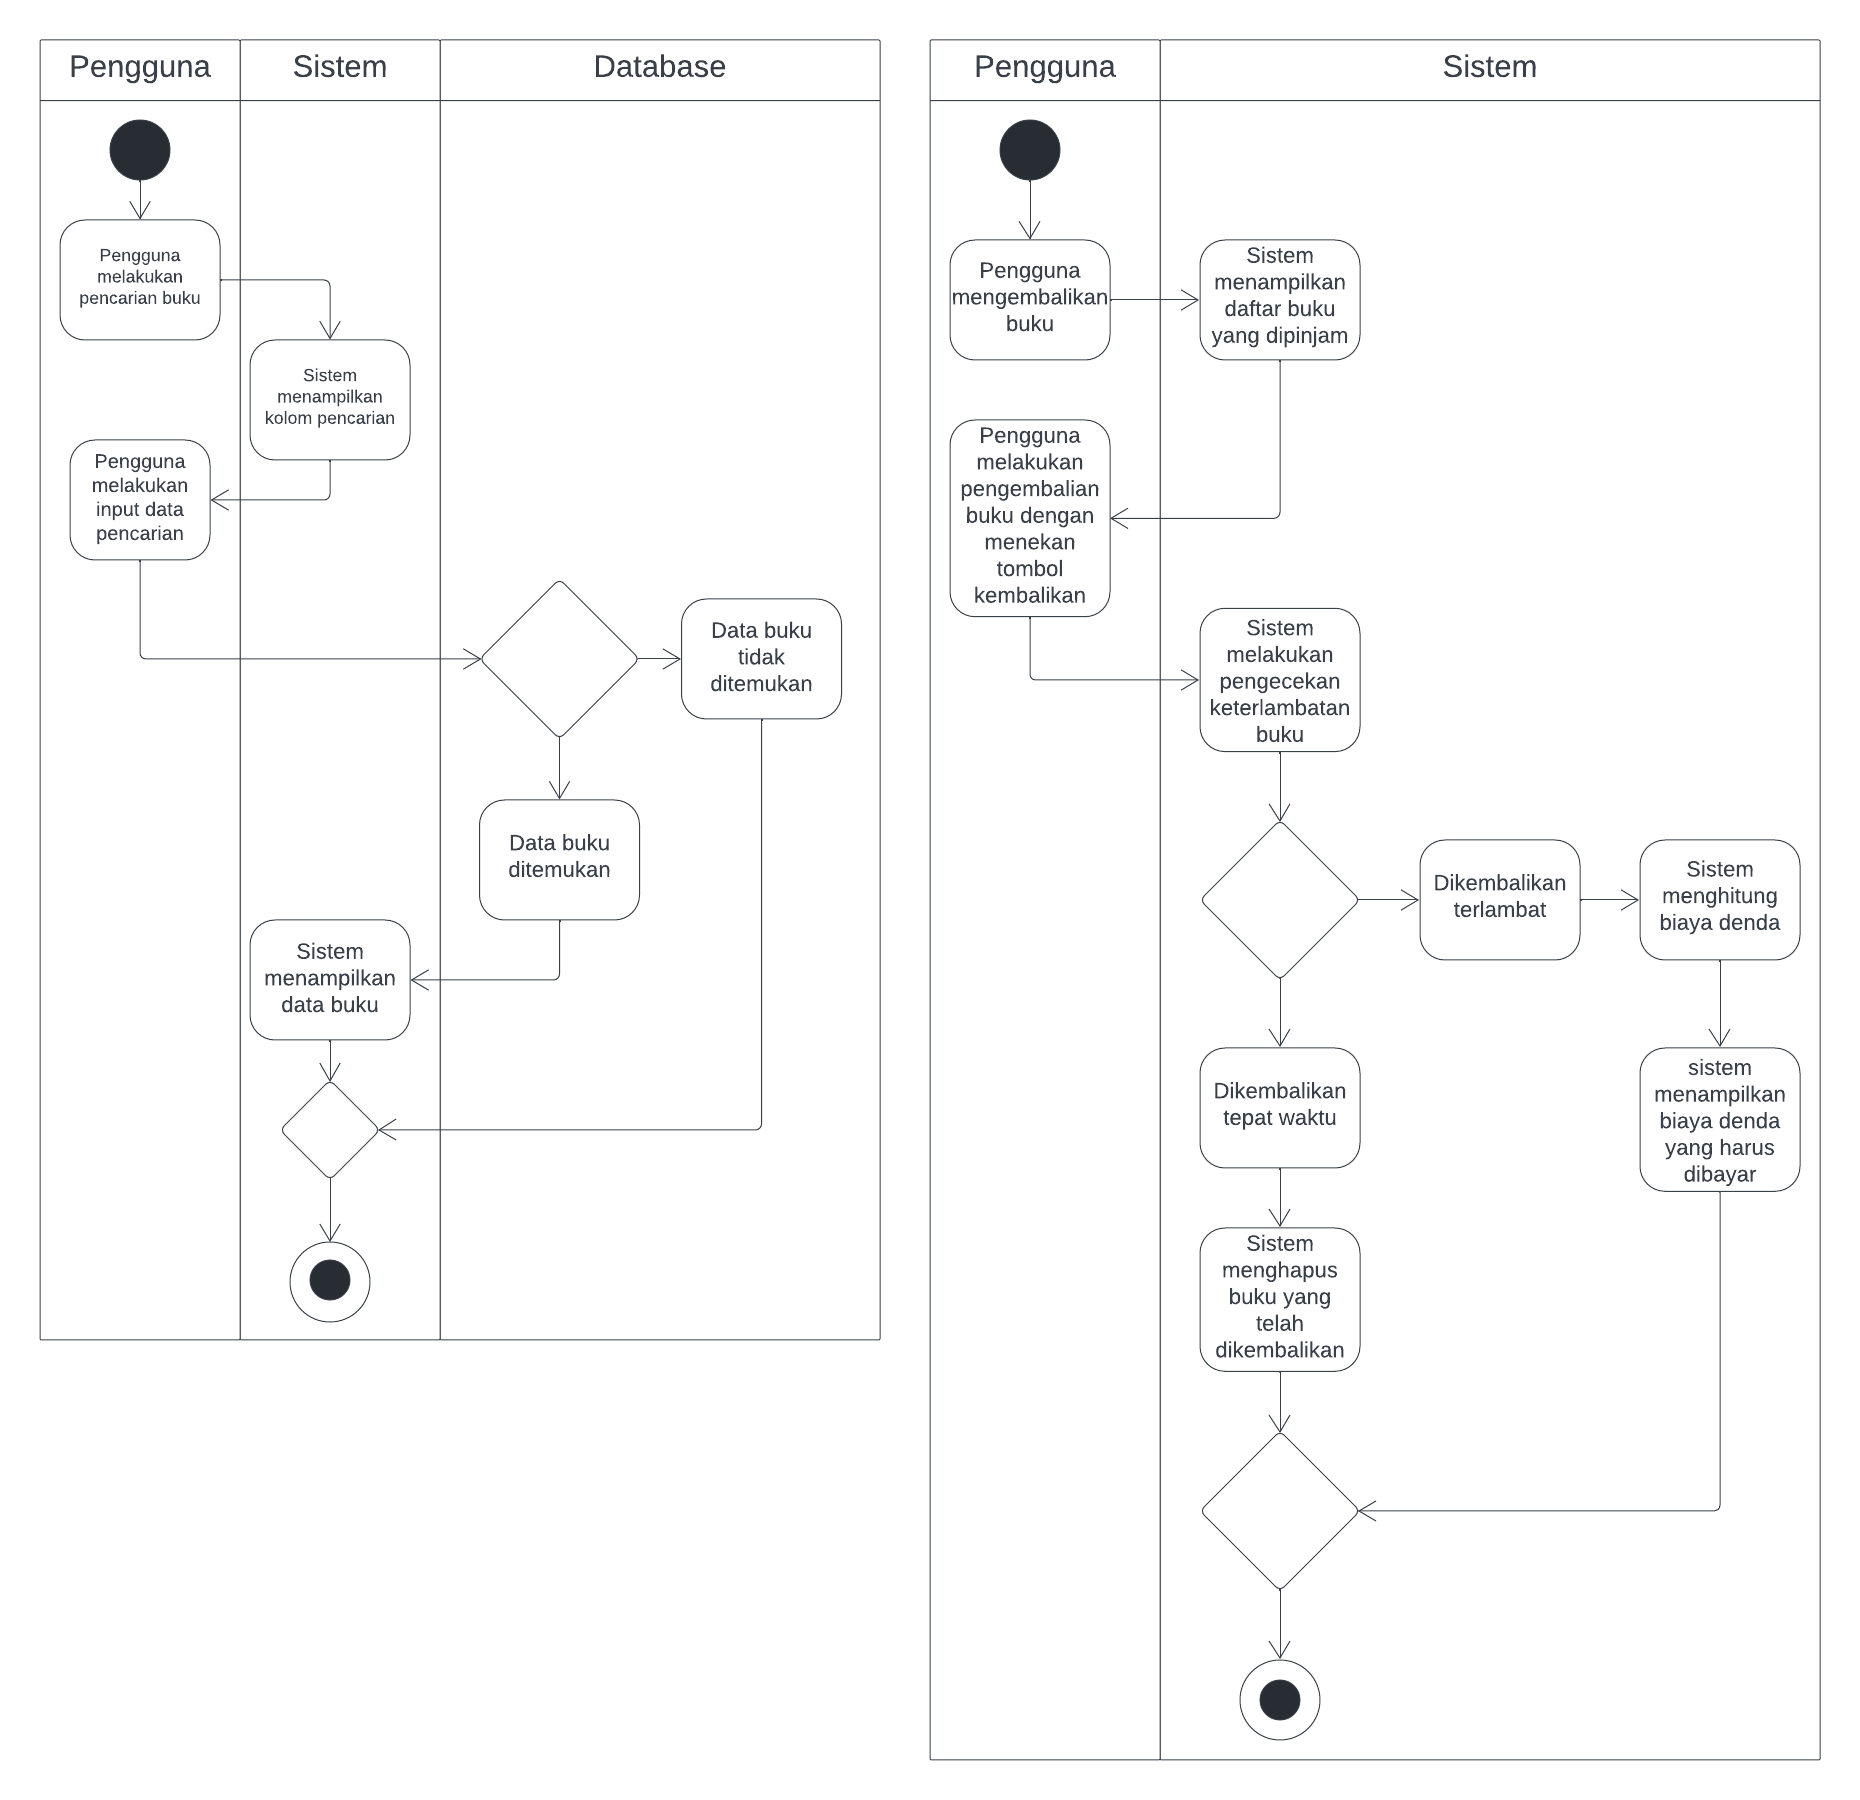 Pengguna
Sistem
Database
Pengguna
melakukan
pencarian buku
Sistem
menampilkan
kolom pencarian
Pengguna
melakukan
input data
pencarian
Data buku
tidak
ditemukan
Data buku
ditemukan
Sistem
menampilkan
data buku
Pengguna
Sistem
Pengguna
mengembalikan
buku
Sistem
menampilkan
daftar buku
yang dipinjam
Pengguna
melakukan
pengembalian
buku dengan
menekan
tombol
kembalikan
Sistem
melakukan
pengecekan
keterlambatan
buku
Dikembalikan
terlambat
Sistem
menghitung
biaya denda
Dikembalikan
tepat waktu
sistem
menampilkan
biaya denda
yang harus
dibayar
Sistem
menghapus
buku yang
telah
dikembalikan